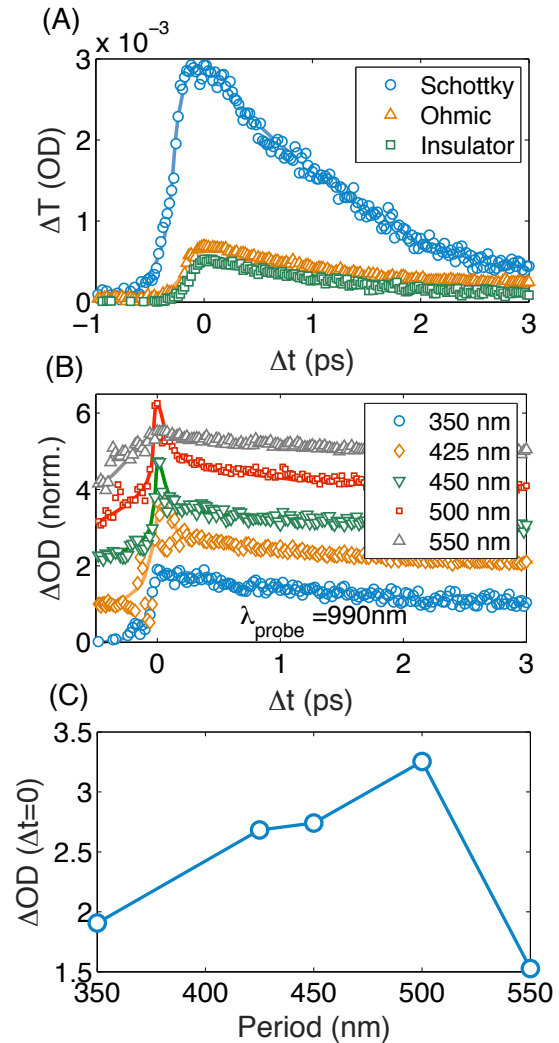 (A)
× 10⁻³
3
2
1
0
ΔT (OD)
Schottky
Ohmic
Insulator
−1 0 1 2 3
Δt (ps)
(B)
6
4
2
0
ΔOD (norm.)
350 nm
425 nm
450 nm
500 nm
550 nm
λprobe =990nm
0 1 2 3
Δt (ps)
(C)
3.5
3
2.5
2
1.5
ΔOD (Δt=0)
350 400 450 500 550
Period (nm)